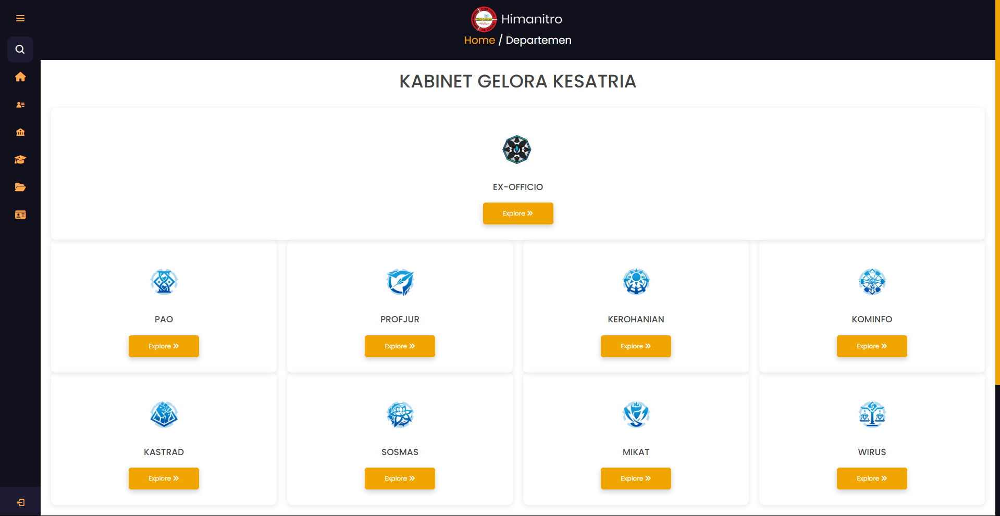 Himanitro
Home / Departemen
KABINET GELORA KESATRIA
EX-OFFICIO
Explore
PAO
Explore
PROFJUR
Explore
KEROHANIAN
Explore
KOMINFO
Explore
KASTRAD
Explore
SOSMAS
Explore
MIKAT
Explore
WIRUS
Explore